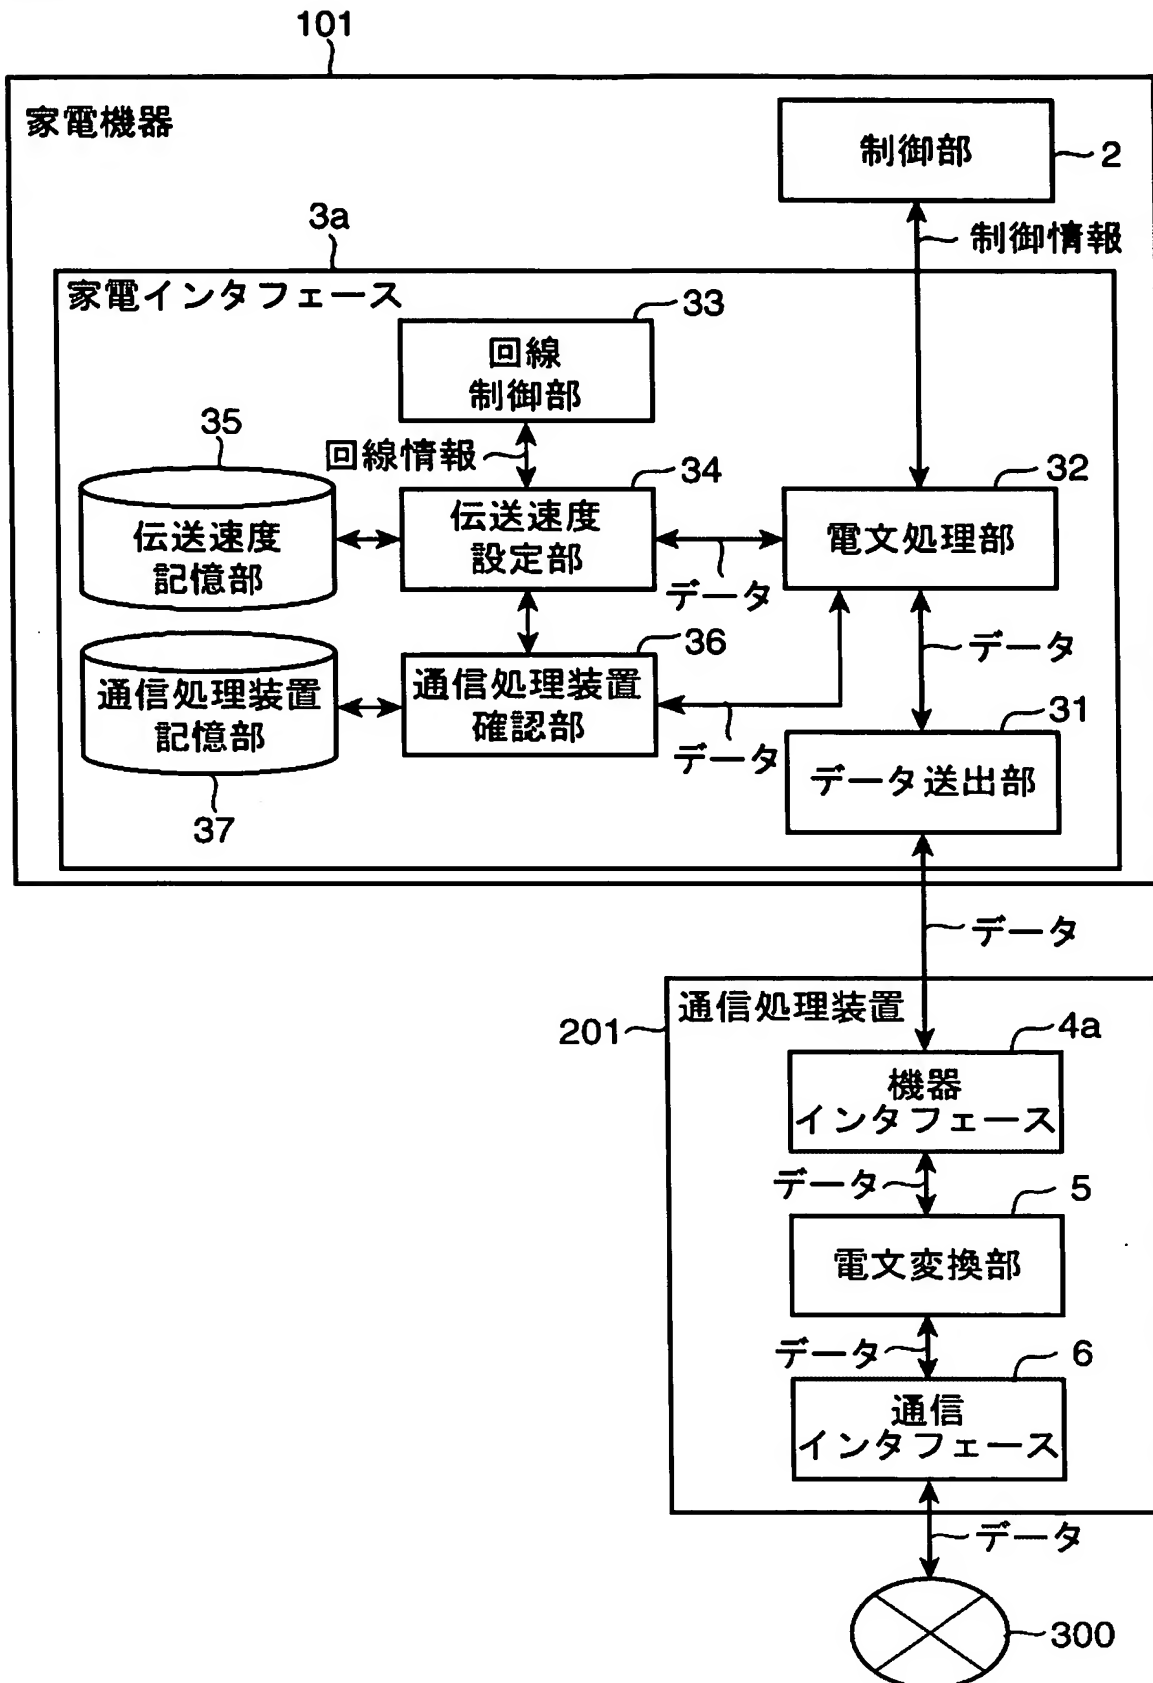 101
家電機器
制御部
2
3a
制御情報
家電インタフェース
33
回線
制御部
35
回線情報
34
32
伝送速度
記憶部
伝送速度
設定部
電文処理部
データ
36
データ
通信処理装置
記憶部
通信処理装置
確認部
データ
31
37
データ送出部
データ
通信処理装置
201
4a
機器
インタフェース
データ
5
電文変換部
データ
6
通信
インタフェース
データ
300